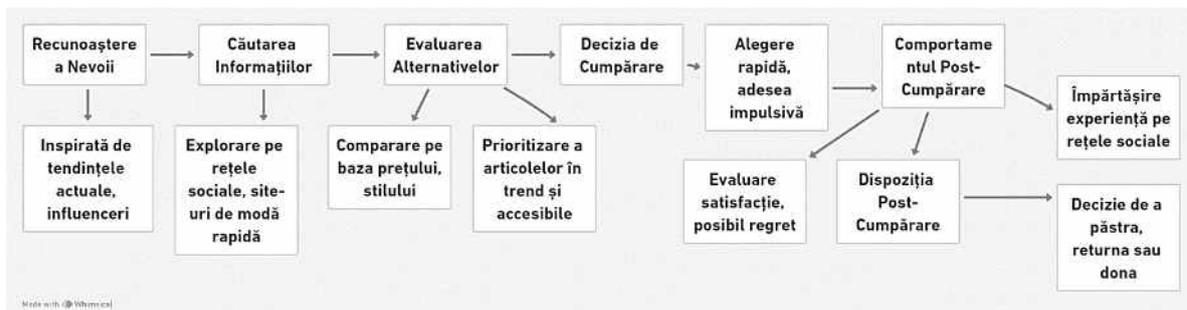 Recunoaștere
a Nevoii
Căutarea
Informațiilor
Evaluarea
Alternativelor
Decizia de
Cumpărare
Alegere
rapidă,
adesea
impulsivă
Comportame
ntul Post-
Cumpărare
Împărtășire
experiență pe
rețele sociale
Inspirată de
tendințele
actuale,
influenceri
Explorare pe
rețele
sociale, site-
uri de modă
rapidă
Comparare pe
baza prețului,
stilului
Prioritizare a
articolelor în
trend și
accesibile
Evaluare
satisfacție,
posibil regret
Dispoziția
Post-
Cumpărare
Decizie de a
păstra,
returna sau
dona
Made with Whimsical